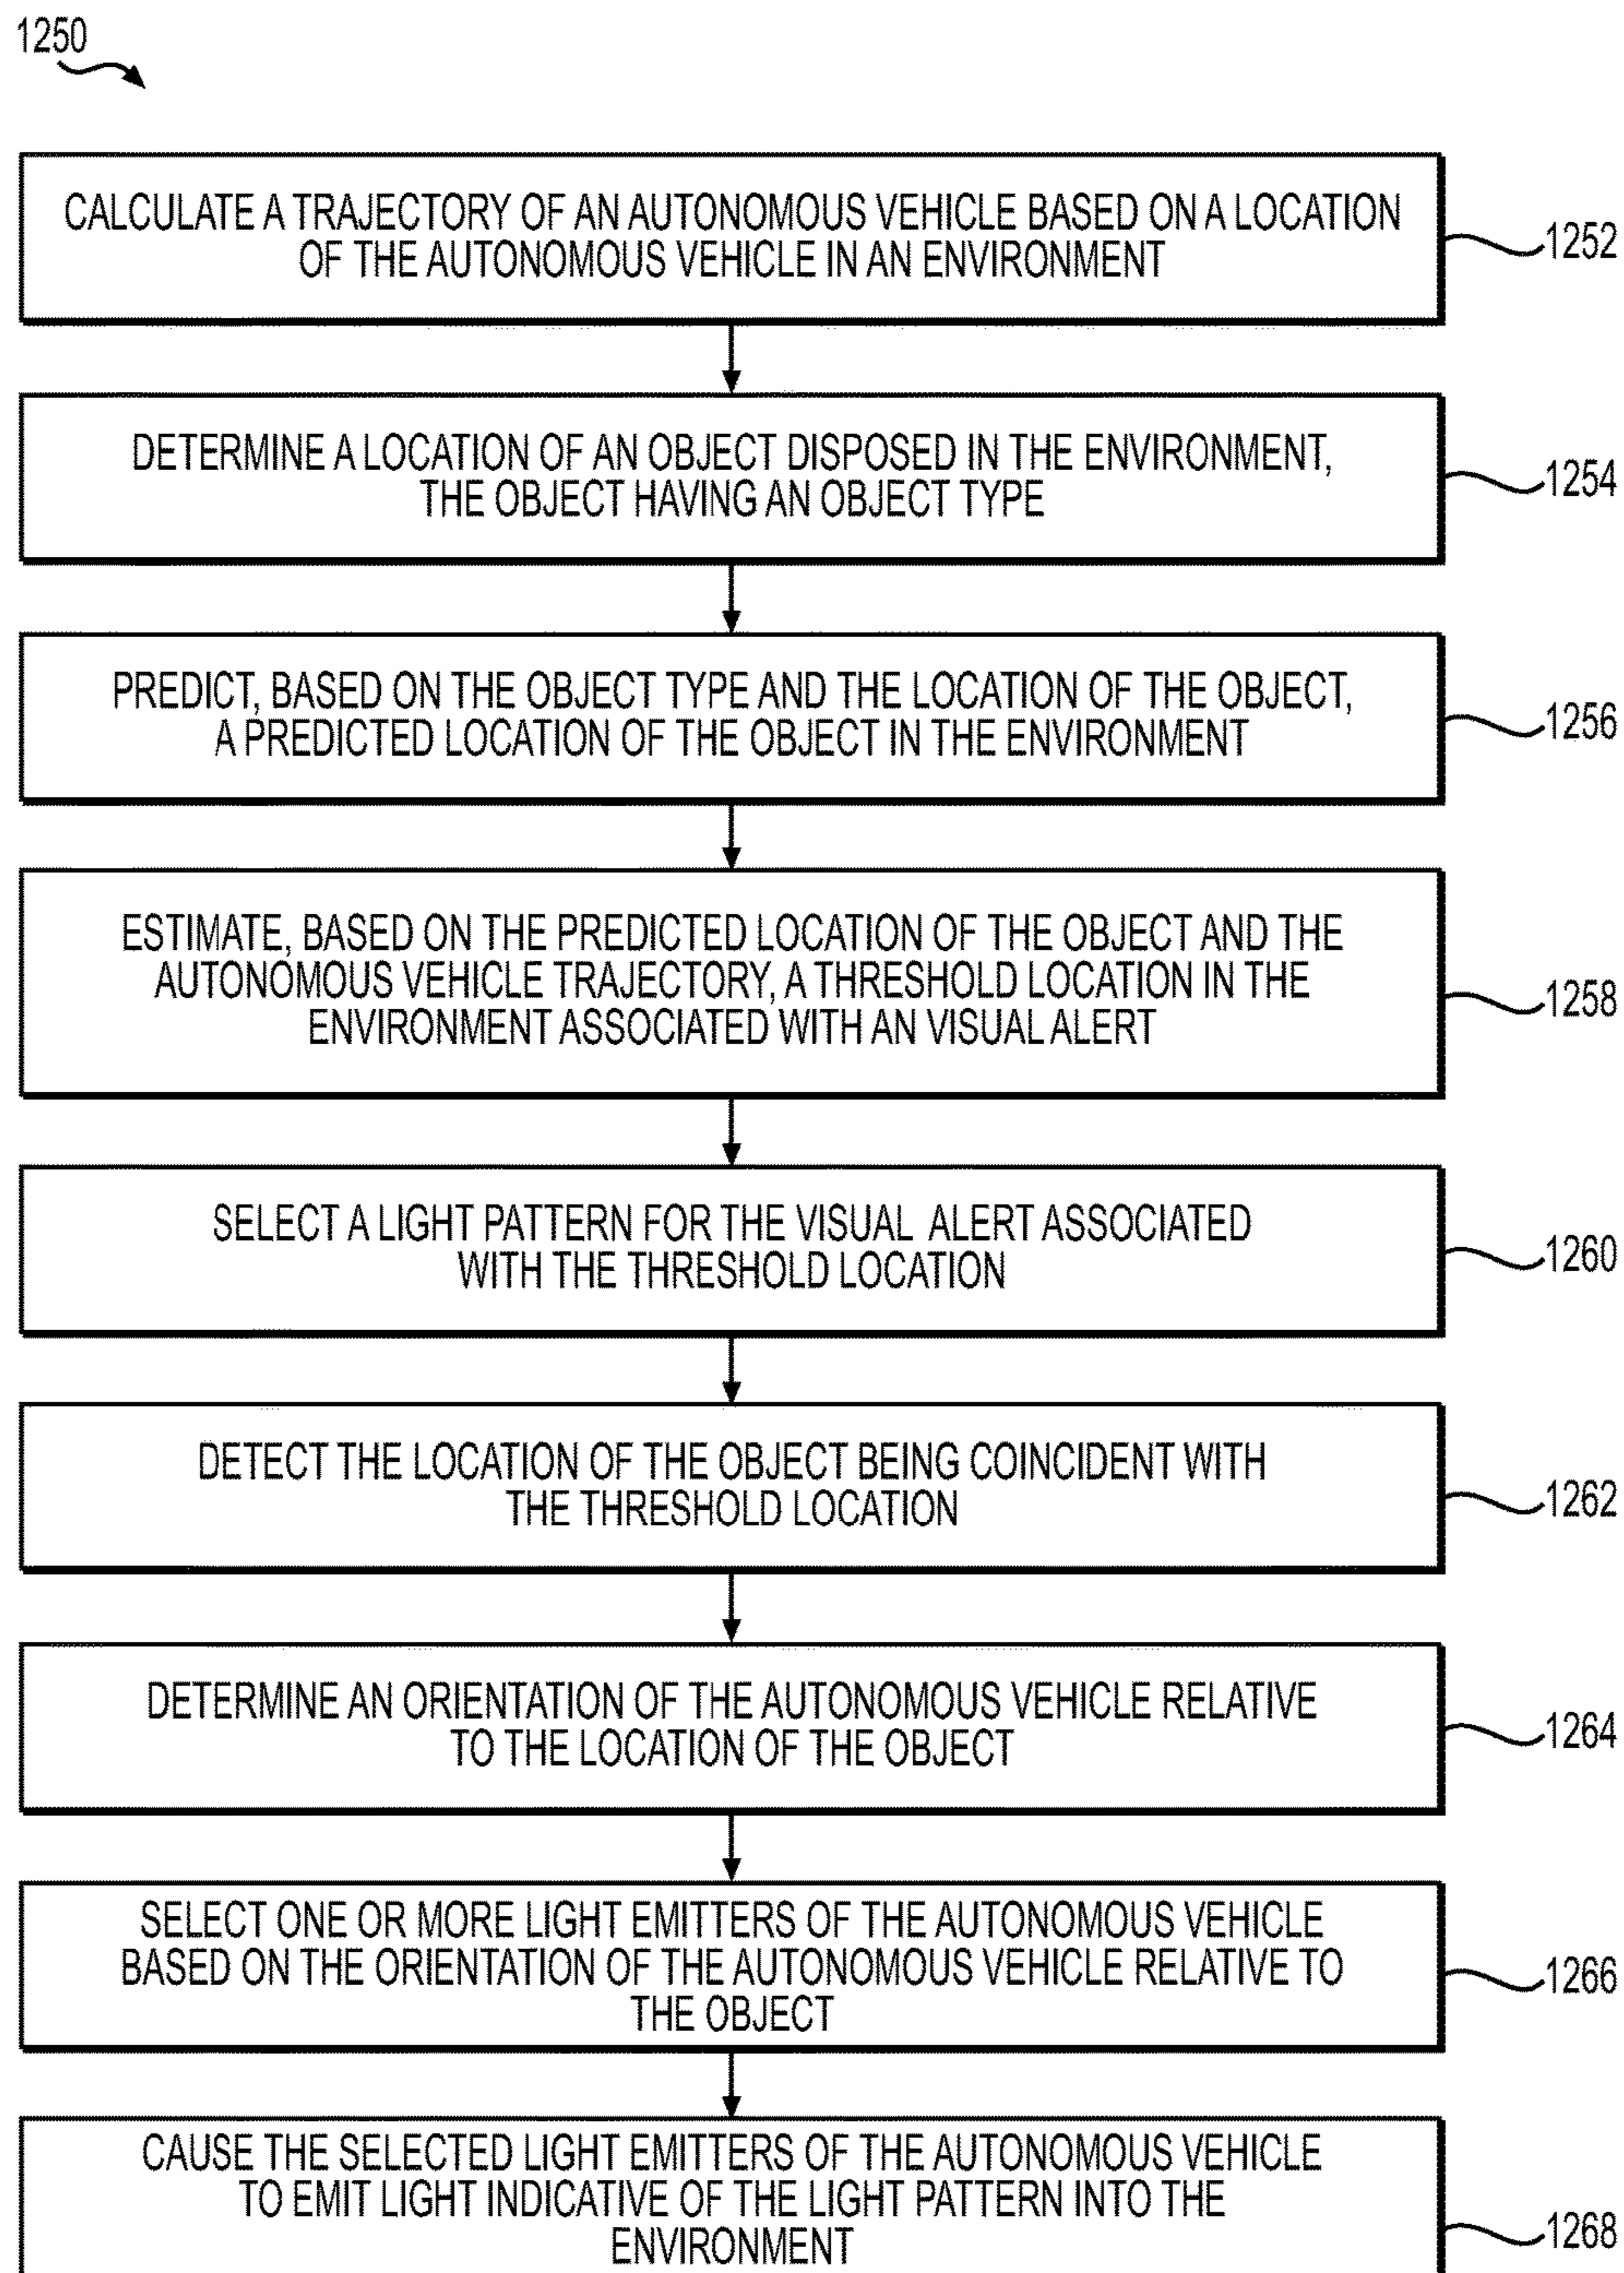 1250
CALCULATE A TRAJECTORY OF AN AUTONOMOUS VEHICLE BASED ON A LOCATION
OF THE AUTONOMOUS VEHICLE IN AN ENVIRONMENT
1252
DETERMINE A LOCATION OF AN OBJECT DISPOSED IN THE ENVIRONMENT,
THE OBJECT HAVING AN OBJECT TYPE
1254
PREDICT, BASED ON THE OBJECT TYPE AND THE LOCATION OF THE OBJECT,
A PREDICTED LOCATION OF THE OBJECT IN THE ENVIRONMENT
1256
ESTIMATE, BASED ON THE PREDICTED LOCATION OF THE OBJECT AND THE
AUTONOMOUS VEHICLE TRAJECTORY, A THRESHOLD LOCATION IN THE
ENVIRONMENT ASSOCIATED WITH AN VISUAL ALERT
1258
SELECT A LIGHT PATTERN FOR THE VISUAL ALERT ASSOCIATED
WITH THE THRESHOLD LOCATION
1260
DETECT THE LOCATION OF THE OBJECT BEING COINCIDENT WITH
THE THRESHOLD LOCATION
1262
DETERMINE AN ORIENTATION OF THE AUTONOMOUS VEHICLE RELATIVE
TO THE LOCATION OF THE OBJECT
1264
SELECT ONE OR MORE LIGHT EMITTERS OF THE AUTONOMOUS VEHICLE
BASED ON THE ORIENTATION OF THE AUTONOMOUS VEHICLE RELATIVE TO
THE OBJECT
1266
CAUSE THE SELECTED LIGHT EMITTERS OF THE AUTONOMOUS VEHICLE
TO EMIT LIGHT INDICATIVE OF THE LIGHT PATTERN INTO THE
ENVIRONMENT
1268